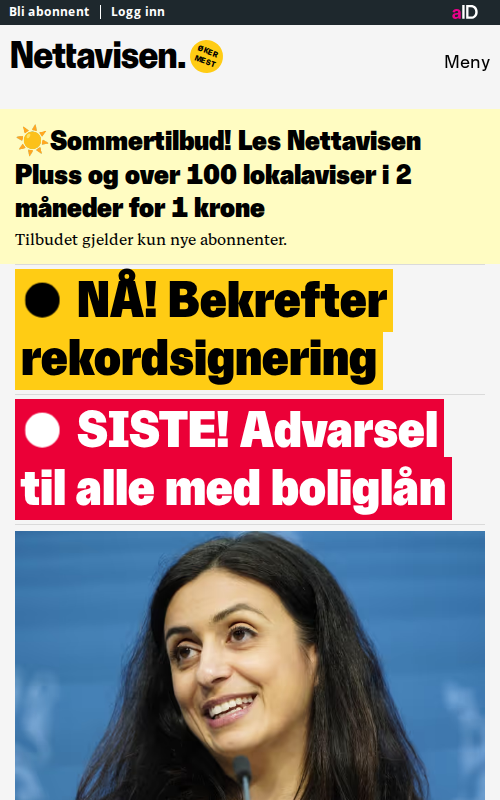 Bli abonnent | Logg inn
aID
Nettavisen.
ØKER
MEST
Meny
☀️Sommertilbud! Les Nettavisen
Pluss og over 100 lokalaviser i 2
måneder for 1 krone
Tilbudet gjelder kun nye abonnenter.
NÅ! Bekrefter
rekordsignering
SISTE! Advarsel
til alle med boliglån